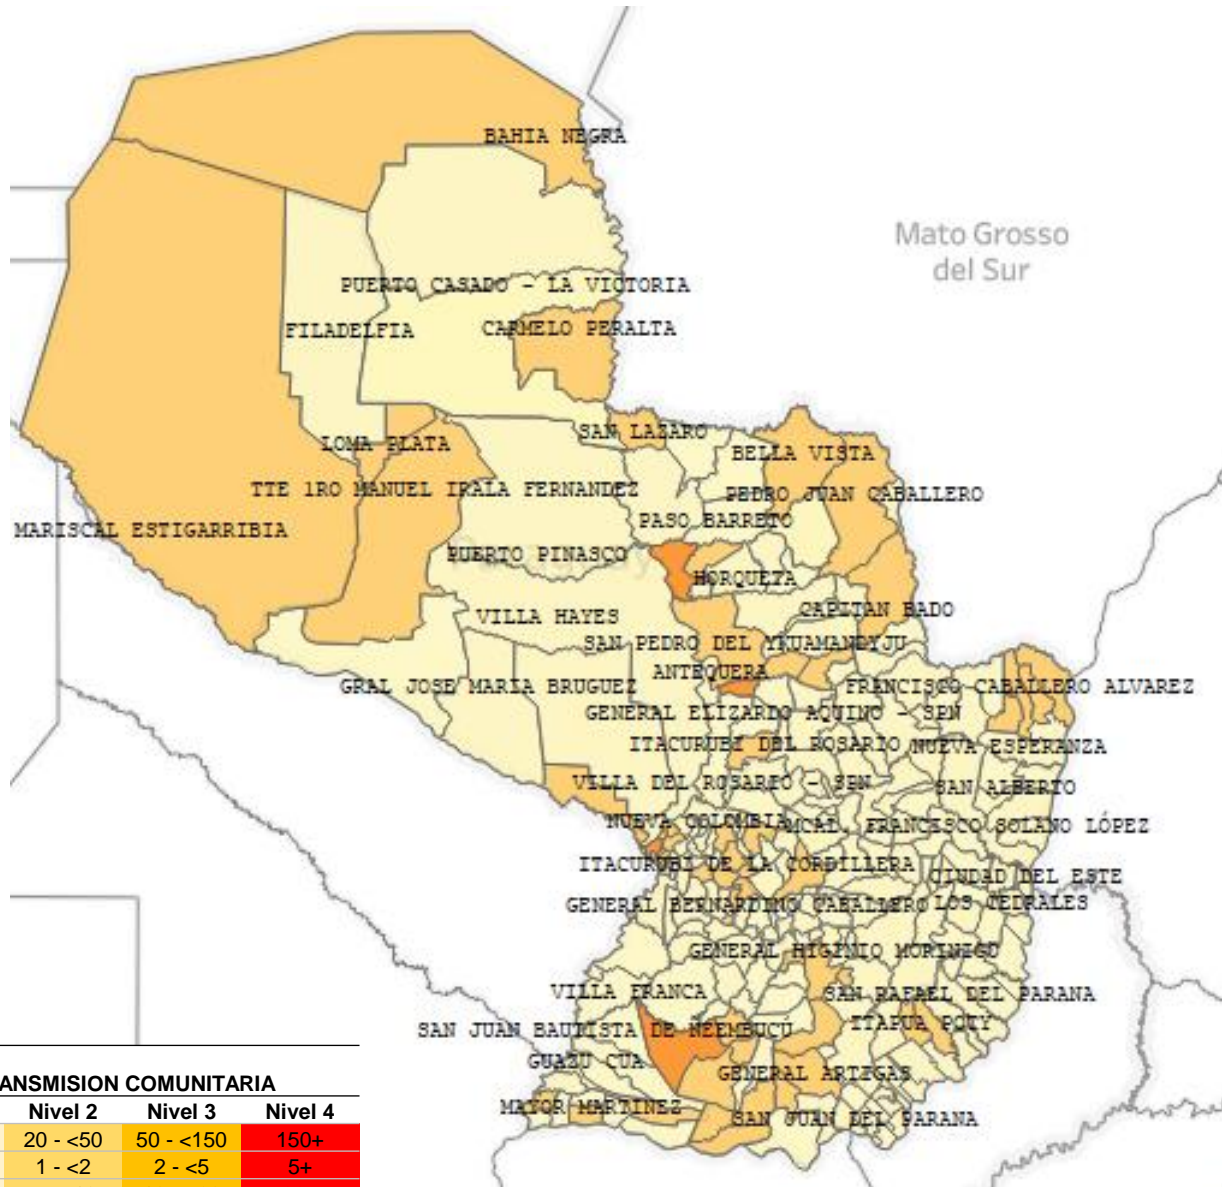 BAHIA NEGRA
Mato Grosso
del Sur
PUERTO CASADO - LA VICTORIA
FILADELFIA
CARMELO PERALTA
SAN LAZARO
LOMA PLATA
BELLA VISTA
TTE 1RO MANUEL IRALA FERNANDEZ
PEDRO JUAN CABALLERO
MARISCAL ESTIGARRIBIA
PASO BARRETO
PUERTO PINASCO
HORQUETA
VILLA HAYES
CAPITAN BADO
SAN PEDRO DEL YKUAMANDYJU
ANTEQUERA
GRAL JOSE MARIA BRUGUEZ
FRANCISCO CABALLERO ALVAREZ
GENERAL ELIZARDO AQUINO - SPN
ITACURUBI DEL ROSARIO
NUEVA ESPERANZA
VILLA DEL ROSARIO - SPN
SAN ALBERTO
NUEVA COLOMBIA
MCAL. FRANCISCO SOLANO LÓPEZ
ITACURUBI DE LA CORDILLERA
CIUDAD DEL ESTE
GENERAL BERNARDINO CABALLERO
LOS CEDRALES
GENERAL HIGINIO MORINIGO
VILLA FRANCA
SAN RAFAEL DEL PARANA
SAN JUAN BAUTISTA DE ÑEEMBUCÚ
ITAPUA POTY
GUAZU CUA
GENERAL ARTIGAS
MAYOR MARTINEZ
SAN JUAN DEL PARANA
ANSMISION COMUNITARIA
Nivel 2 Nivel 3 Nivel 4
20 - <50 50 - <150 150+
1 - <2 2 - <5 5+